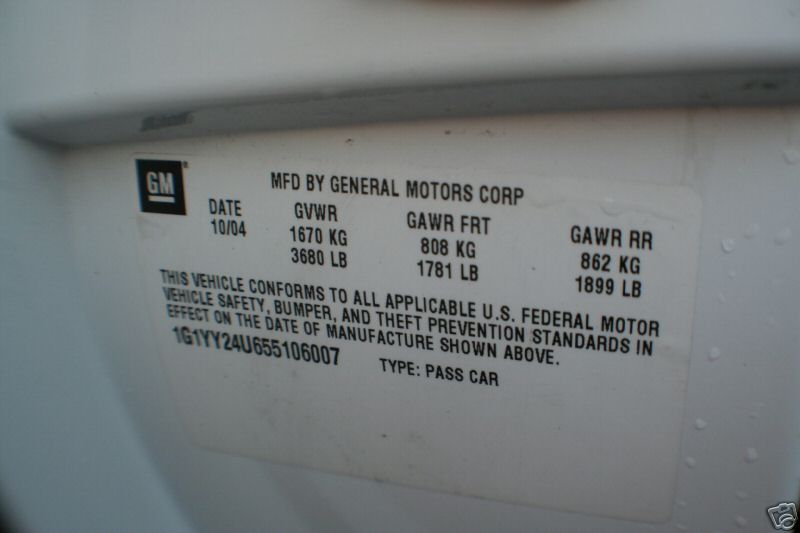 GM®
MFD BY GENERAL MOTORS CORP
DATE GVWR GAWR FRT GAWR RR
10/04 1670 KG 808 KG 862 KG
3680 LB 1781 LB 1899 LB
THIS VEHICLE CONFORMS TO ALL APPLICABLE U.S. FEDERAL MOTOR
VEHICLE SAFETY, BUMPER, AND THEFT PREVENTION STANDARDS IN
EFFECT ON THE DATE OF MANUFACTURE SHOWN ABOVE.
1G1YY24U655106007 TYPE: PASS CAR